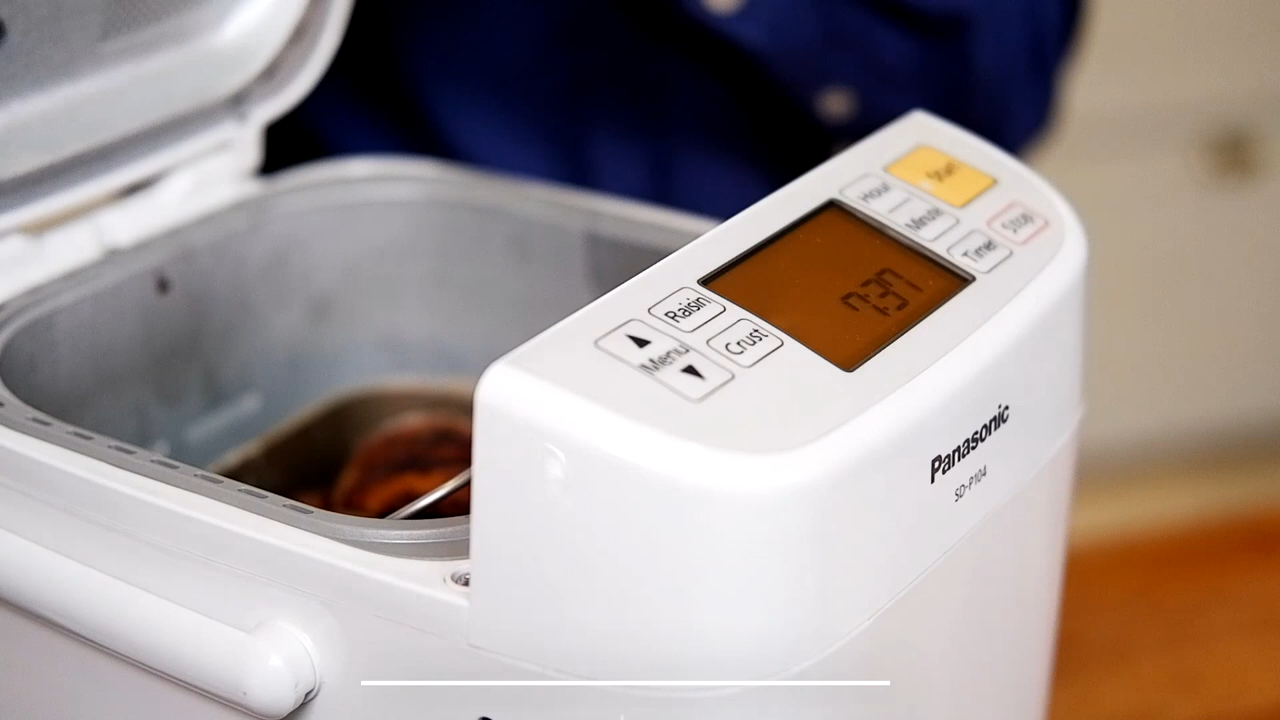 Start
Hour
Minute
Stop
Timer
7:37
Raisin
Menu
Crust
Panasonic
SD-P104